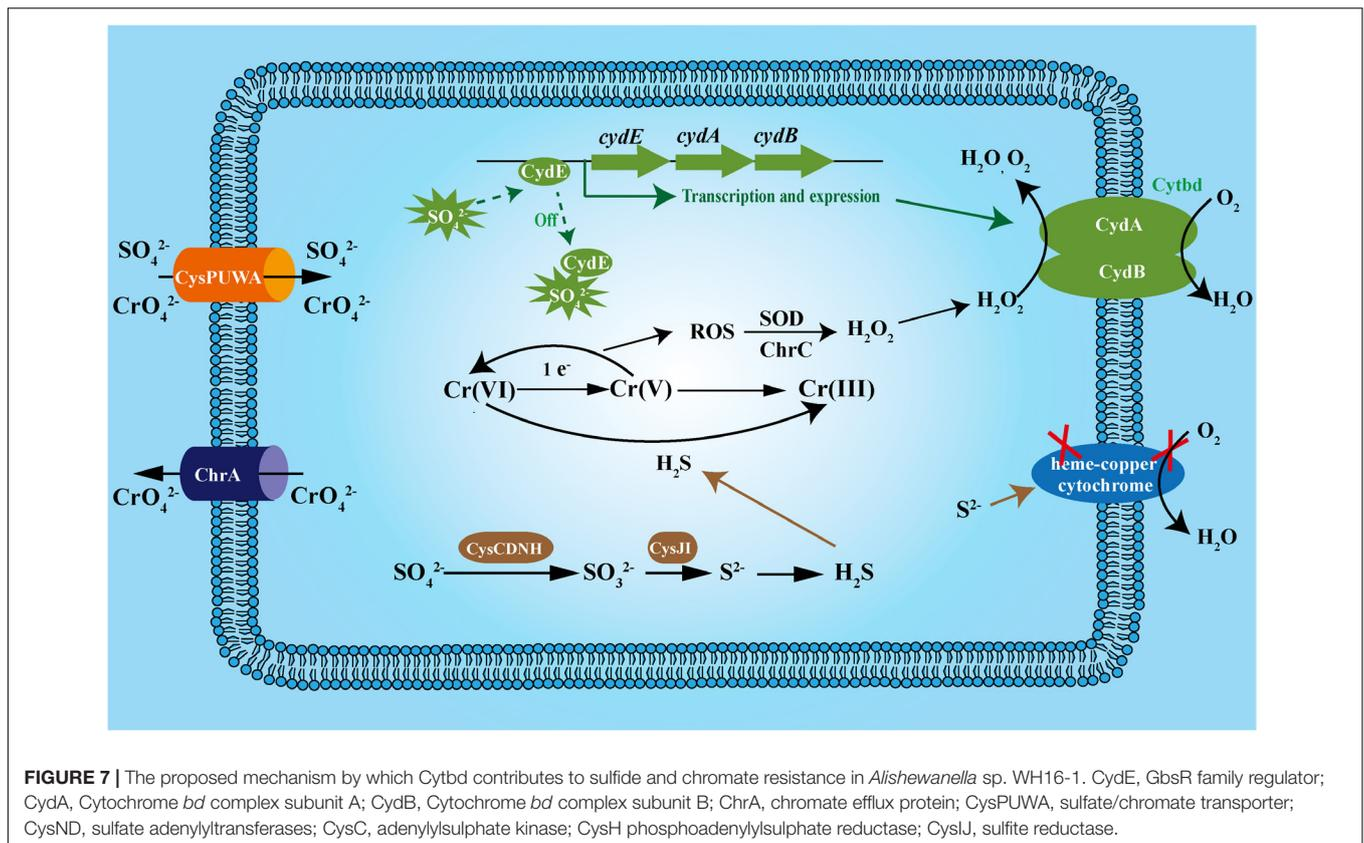 cydE cydA cydB
CydE
SO₄²⁻
Transcription and expression
Off
CydE
SO₄²⁻
H₂O, O₂
Cytbd
O₂
CydA
CydB
H₂O₂
H₂O
SO₄²⁻ SO₄²⁻
CysPUWA
CrO₄²⁻ CrO₄²⁻
ROS SOD H₂O₂
ChrC
1 e⁻
Cr(VI) Cr(V) Cr(III)
H₂S
ChrA
CrO₄²⁻ CrO₄²⁻
O₂
heme-copper
cytochrome
S²⁻
H₂O
CysCDNH CysJI
SO₄²⁻ SO₃²⁻ S²⁻ H₂S
FIGURE 7 | The proposed mechanism by which Cytbd contributes to sulfide and chromate resistance in Alishewanella sp. WH16-1. CydE, GbsR family regulator;
CydA, Cytochrome bd complex subunit A; CydB, Cytochrome bd complex subunit B; ChrA, chromate efflux protein; CysPUWA, sulfate/chromate transporter;
CysND, sulfate adenylyltransferases; CysC, adenylylsulphate kinase; CysH phosphoadenylylsulphate reductase; CysIJ, sulfite reductase.